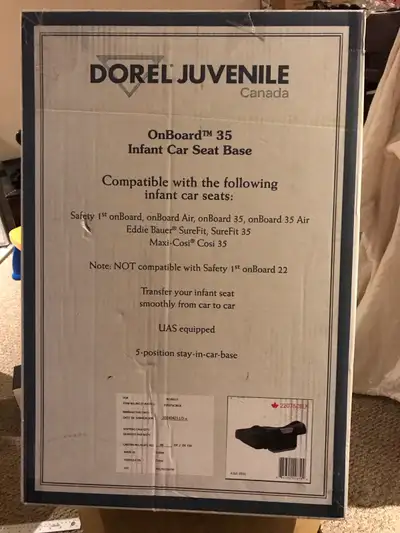 DOREL JUVENILE
Canada
OnBoard™ 35
Infant Car Seat Base
Compatible with the following
infant car seats:
Safety 1st onBoard, onBoard Air, onBoard 35, onBoard 35 Air
Eddie Bauer® SureFit, SureFit 35
Maxi-Cosi® Cosi 35
Note: NOT compatible with Safety 1st onBoard 22
Transfer your infant seat
smoothly from car to car
UAS equipped
5-position stay-in-car-base